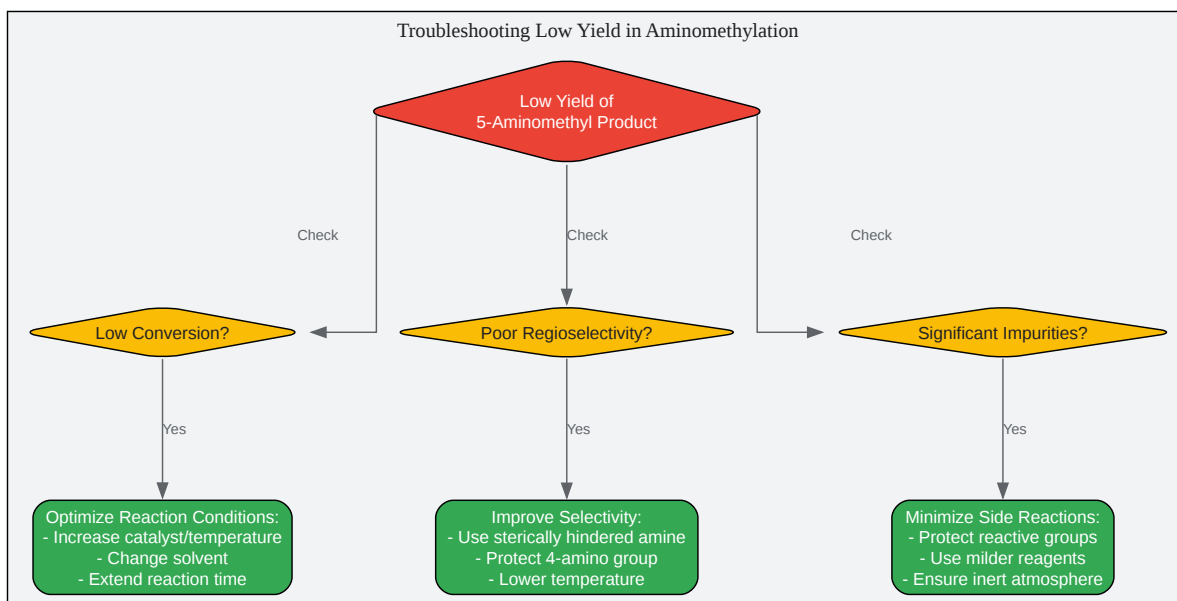 Troubleshooting Low Yield in Aminomethylation
Low Yield of
5-Aminomethyl Product
Check
Check
Check
Low Conversion?
Poor Regioselectivity?
Significant Impurities?
Yes
Yes
Yes
Optimize Reaction Conditions:
- Increase catalyst/temperature
- Change solvent
- Extend reaction time
Improve Selectivity:
- Use sterically hindered amine
- Protect 4-amino group
- Lower temperature
Minimize Side Reactions:
- Protect reactive groups
- Use milder reagents
- Ensure inert atmosphere